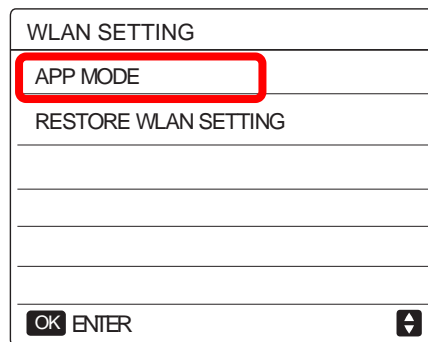 WLAN SETTING
APP MODE
RESTORE WLAN SETTING
OK ENTER